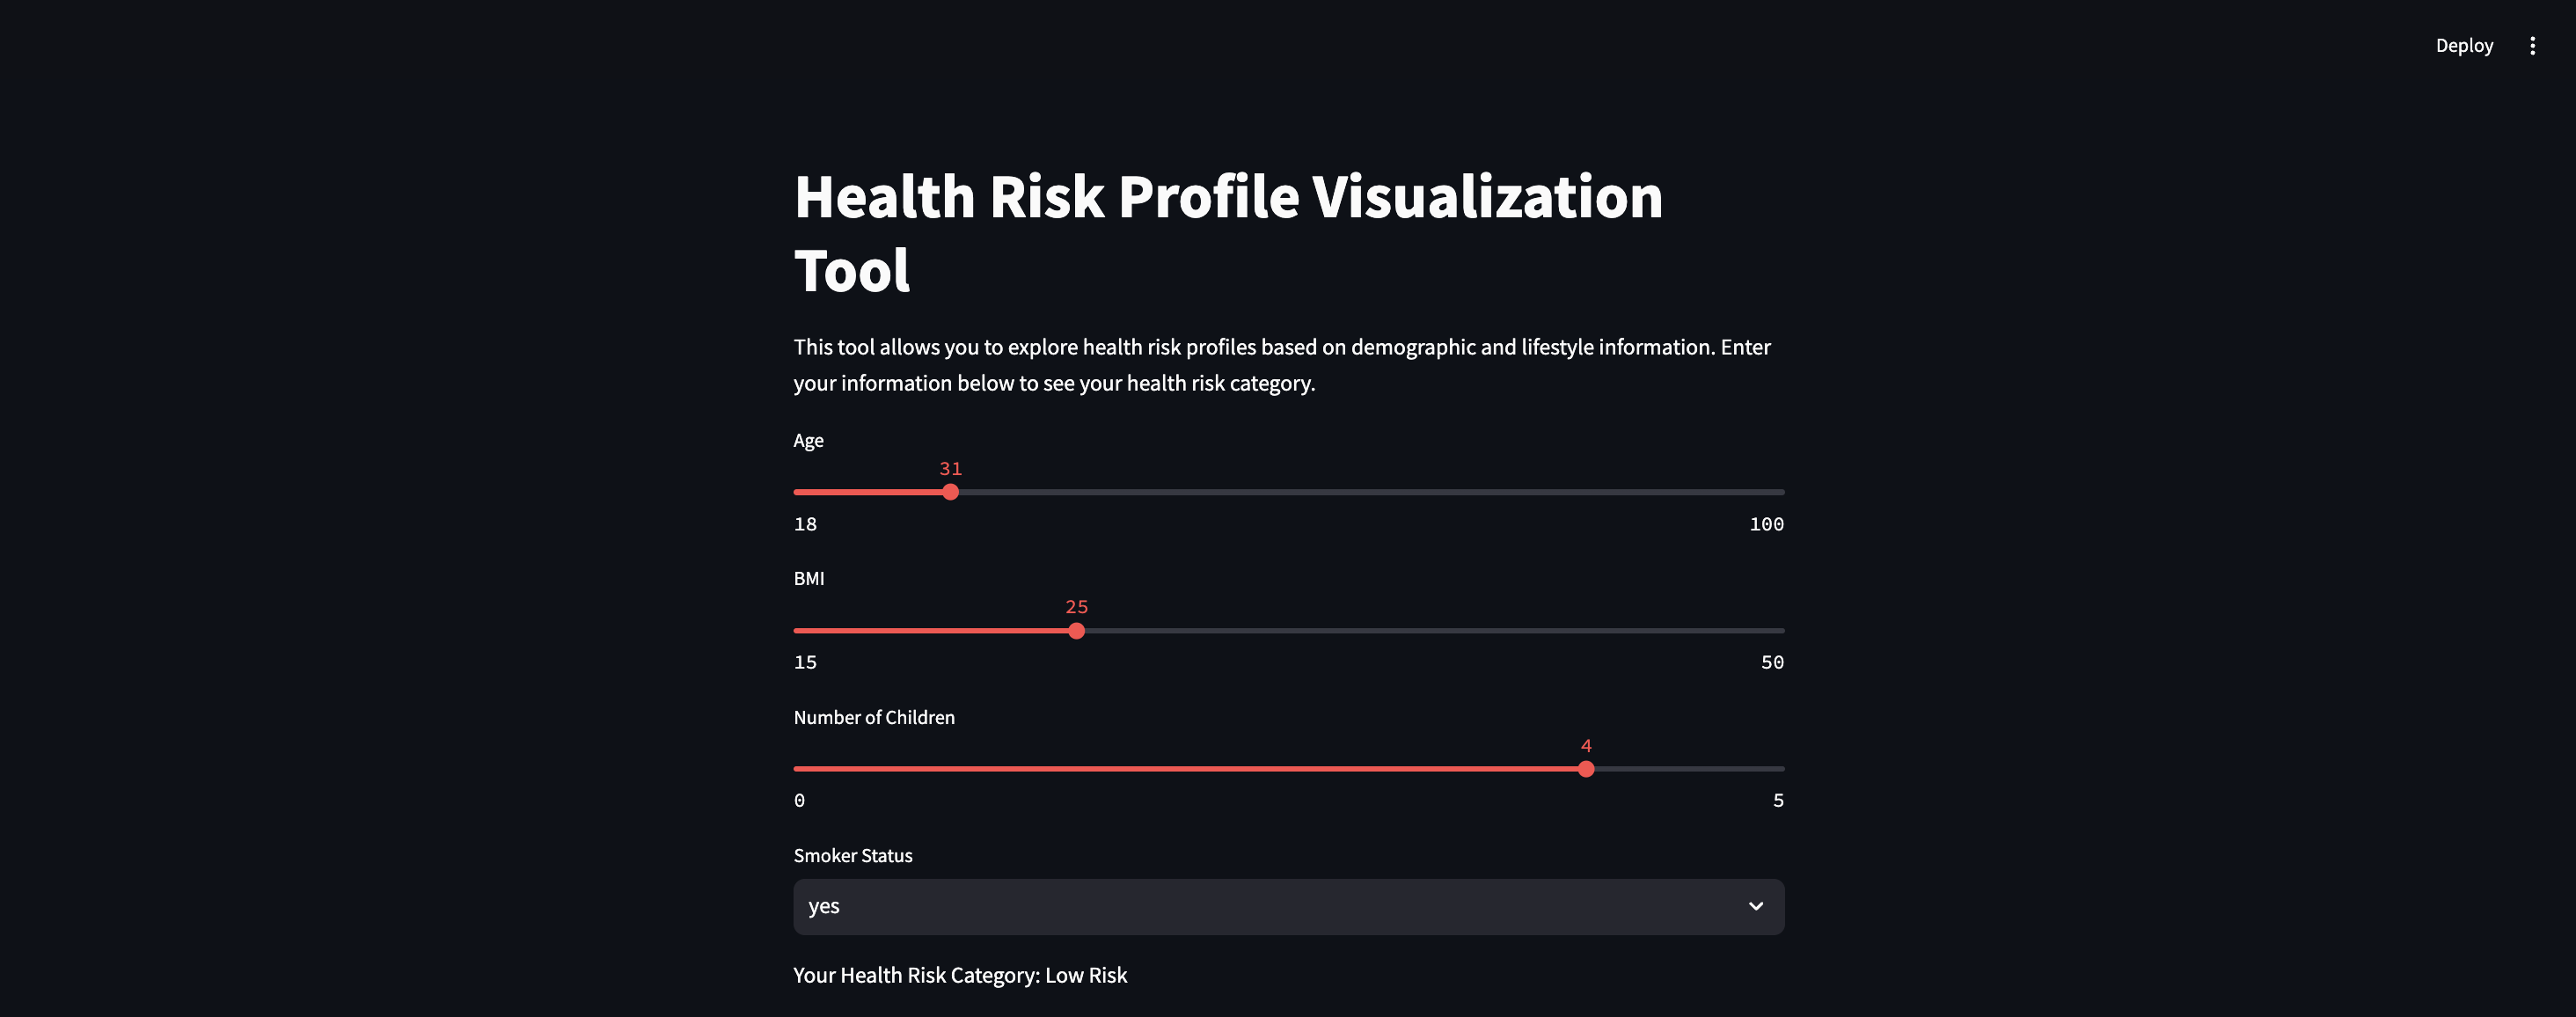 Deploy
Health Risk Profile Visualization
Tool
This tool allows you to explore health risk profiles based on demographic and lifestyle information. Enter
your information below to see your health risk category.
Age
31
18 100
BMI
25
15 50
Number of Children
4
0 5
Smoker Status
yes
Your Health Risk Category: Low Risk